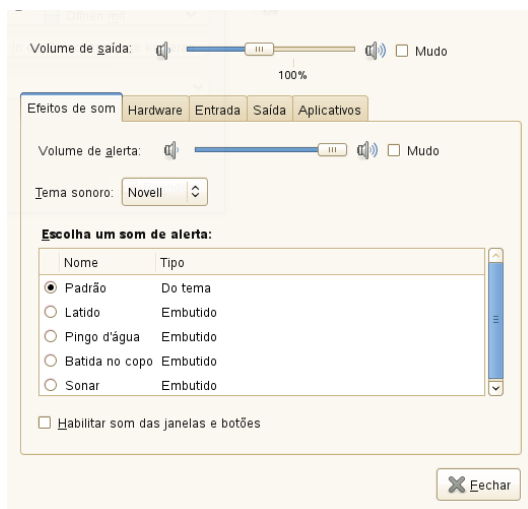 Volume de saída: Mudo
100%
Efeitos de som Hardware Entrada Saída Aplicativos
Volume de alerta: Mudo
Tema sonoro: Novell
Escolha um som de alerta:
Nome Tipo
Padrão Do tema
Latido Embutido
Pingo d'água Embutido
Batida no copo Embutido
Sonar Embutido
Habilitar som das janelas e botões
Fechar